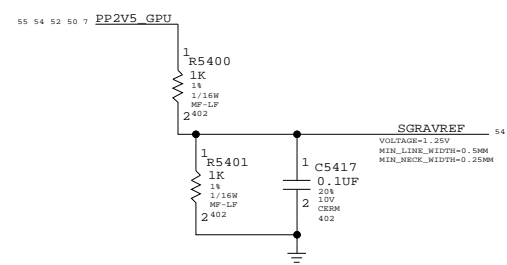 55 54 52 50 7 PP2V5_GPU
1
R5400
1K
1%
1/16W
MF-LF
2 402
SGRAVREF 54
VOLTAGE=1.25V
MIN_LINE_WIDTH=0.5MM
MIN_NECK_WIDTH=0.25MM
1
R5401
1K
1%
1/16W
MF-LF
2 402
1 C5417
0.1UF
20%
2 10V
CERM
402